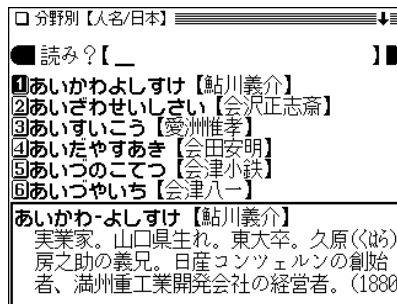 分野別【人名/日本】
読み？[ _ ]
1あいかわよしすけ【鮎川義介】
2あいざわせいしさい【会沢正志斎】
3あいすいこう【愛洲惟孝】
4あいだやすあき【会田安明】
5あいづのこてつ【会津小鉄】
6あいづやいち【会津八一】
あいかわ-よしすけ【鮎川義介】
実業家。山口県生れ。東大卒。久原(くはら)
房之助の義兄。日産コンツェルンの創始
者、満州重工業開発会社の経営者。(1880